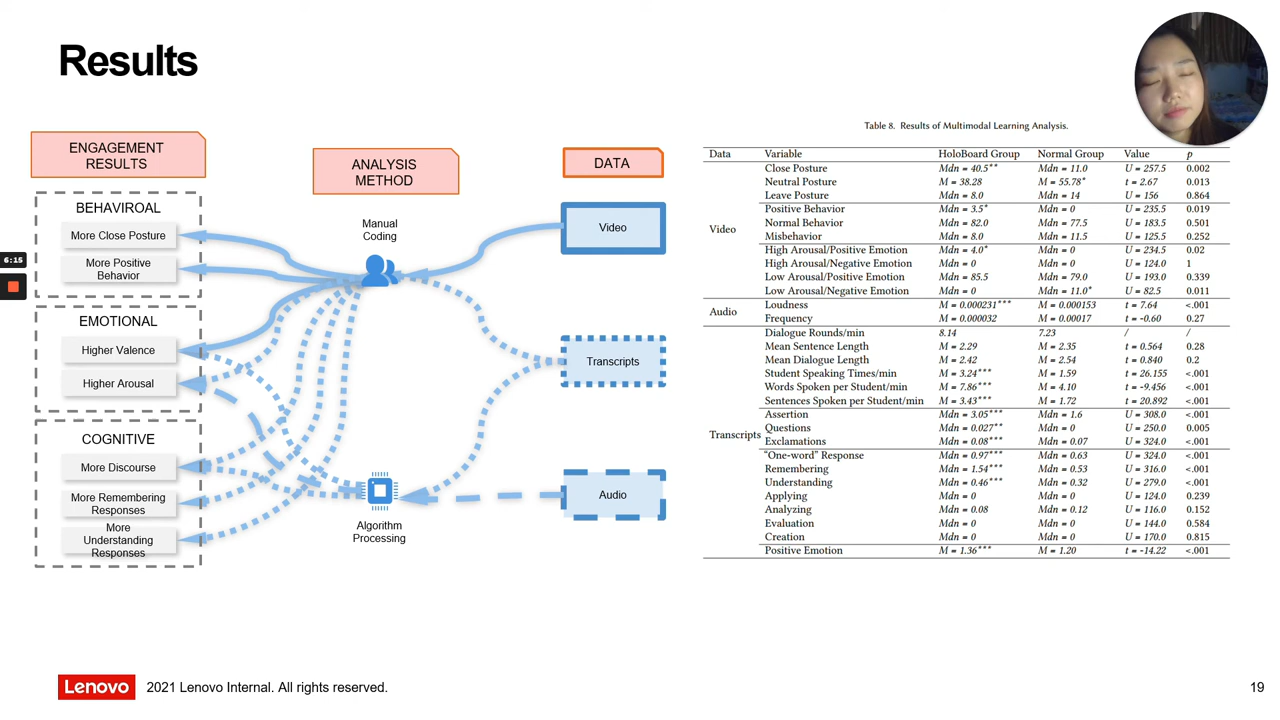 Results
ENGAGEMENT
RESULTS
ANALYSIS
METHOD
DATA
BEHAVIROAL
More Close Posture
More Positive
Behavior
EMOTIONAL
Higher Valence
Higher Arousal
COGNITIVE
More Discourse
More Remembering
Responses
More
Understanding
Responses
Manual
Coding
Algorithm
Processing
Video
Transcripts
Audio
6:15
Table 8. Results of Multimodal Learning Analysis.
Data Variable HoloBoard Group Normal Group Value p
Video
Close Posture Mdn = 40.5** Mdn = 11.0 U = 257.5 0.002
Neutral Posture M = 38.28 M = 55.78* t = 2.67 0.013
Leave Posture Mdn = 8.0 Mdn = 14 U = 156 0.864
Positive Behavior Mdn = 3.5* Mdn = 0 U = 235.5 0.019
Normal Behavior Mdn = 82.0 Mdn = 77.5 U = 183.5 0.501
Misbehavior Mdn = 8.0 Mdn = 16.5 U = 125.5 0.252
High Arousal/Positive Emotion Mdn = 4.0* Mdn = 0 U = 234.5 0.02
High Arousal/Negative Emotion Mdn = 0 Mdn = 0 U = 124.0 1
Low Arousal/Positive Emotion Mdn = 85.5 Mdn = 79.0 U = 193.0 0.339
Low Arousal/Negative Emotion Mdn = 0 Mdn = 11.0* U = 82.5 0.011
Audio
Loudness M = 0.000231*** M = 0.000153 t = 7.64 <.001
Frequency M = 0.000032 M = 0.00017 t = -0.60 0.27
Transcripts
Dialogue Rounds/min 8.14 7.23 / /
Mean Sentence Length M = 2.29 M = 2.35 t = 0.564 0.28
Mean Dialogue Length M = 2.42 M = 2.54 t = 0.840 0.2
Student Speaking Times/min M = 3.24*** M = 1.59 t = 26.155 <.001
Words Spoken per Student/min M = 7.86*** M = 4.10 t = -9.456 <.001
Sentences Spoken per Student/min M = 3.43*** M = 1.72 t = 20.892 <.001
Assertion Mdn = 3.05*** Mdn = 1.6 U = 308.0 <.001
Questions Mdn = 0.027** Mdn = 0 U = 250.0 0.005
Exclamations Mdn = 0.08*** Mdn = 0.07 U = 324.0 <.001
"One-word" Response Mdn = 0.97*** Mdn = 0.63 U = 324.0 <.001
Remembering Mdn = 1.54*** Mdn = 0.53 U = 316.0 <.001
Understanding Mdn = 0.46*** Mdn = 0.32 U = 279.0 <.001
Applying Mdn = 0 Mdn = 0 U = 124.0 0.239
Analyzing Mdn = 0.08 Mdn = 0.12 U = 116.0 0.152
Evaluation Mdn = 0 Mdn = 0 U = 144.0 0.584
Creation Mdn = 0 Mdn = 0 U = 170.0 0.815
Positive Emotion M = 1.36*** M = 1.20 t = -14.22 <.001
Lenovo 2021 Lenovo Internal. All rights reserved.
19